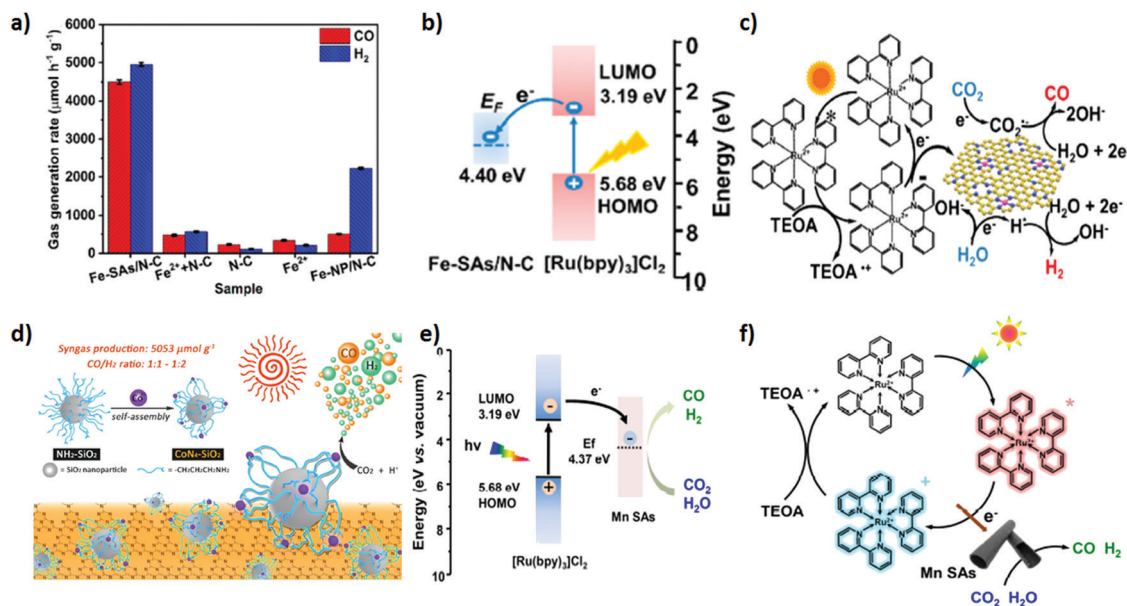 a)
Gas generation rate (μmol h⁻¹ g⁻¹)
6000
5000
4000
3000
2000
1000
0
CO
H₂
Fe-SAs/N-C
Fe²⁺+N-C
N-C
Fe²⁺
Fe-NP/N-C
Sample
b)
LUMO
3.19 eV
e⁻
E_F
4.40 eV
5.68 eV
HOMO
Fe-SAs/N-C
[Ru(bpy)₃]Cl₂
0
2
4
6
8
10
Energy (eV)
c)
Ru²⁺
*
Ru²⁺
Ru²⁺
-
TEOA
TEOA•+
e⁻
CO₂
e⁻
CO₂•-
CO
2OH⁻
H₂O + 2e⁻
H₂O + 2e⁻
OH⁻
e⁻
H•
OH⁻
H₂O
H₂
d)
Syngas production: 5053 μmol g⁻¹
CO/H₂ ratio: 1:1 - 1:2
self-assembly
NH₂-SiO₂
CoN₄-SiO₂
= SiO₂ nanoparticle
= -CH₂CH₂CH₂NH₂
CO
H₂
CO₂ + H⁺
e)
Energy (eV vs. vacuum)
0
2
4
6
8
10
LUMO
3.19 eV
hν
5.68 eV
HOMO
[Ru(bpy)₃]Cl₂
e⁻
Ef
4.37 eV
Mn SAs
CO
H₂
CO₂
H₂O
f)
TEOA •+
TEOA
Ru²⁺
*
Ru²⁺
+
Ru²⁺
e⁻
Mn SAs
CO H₂
CO₂ H₂O